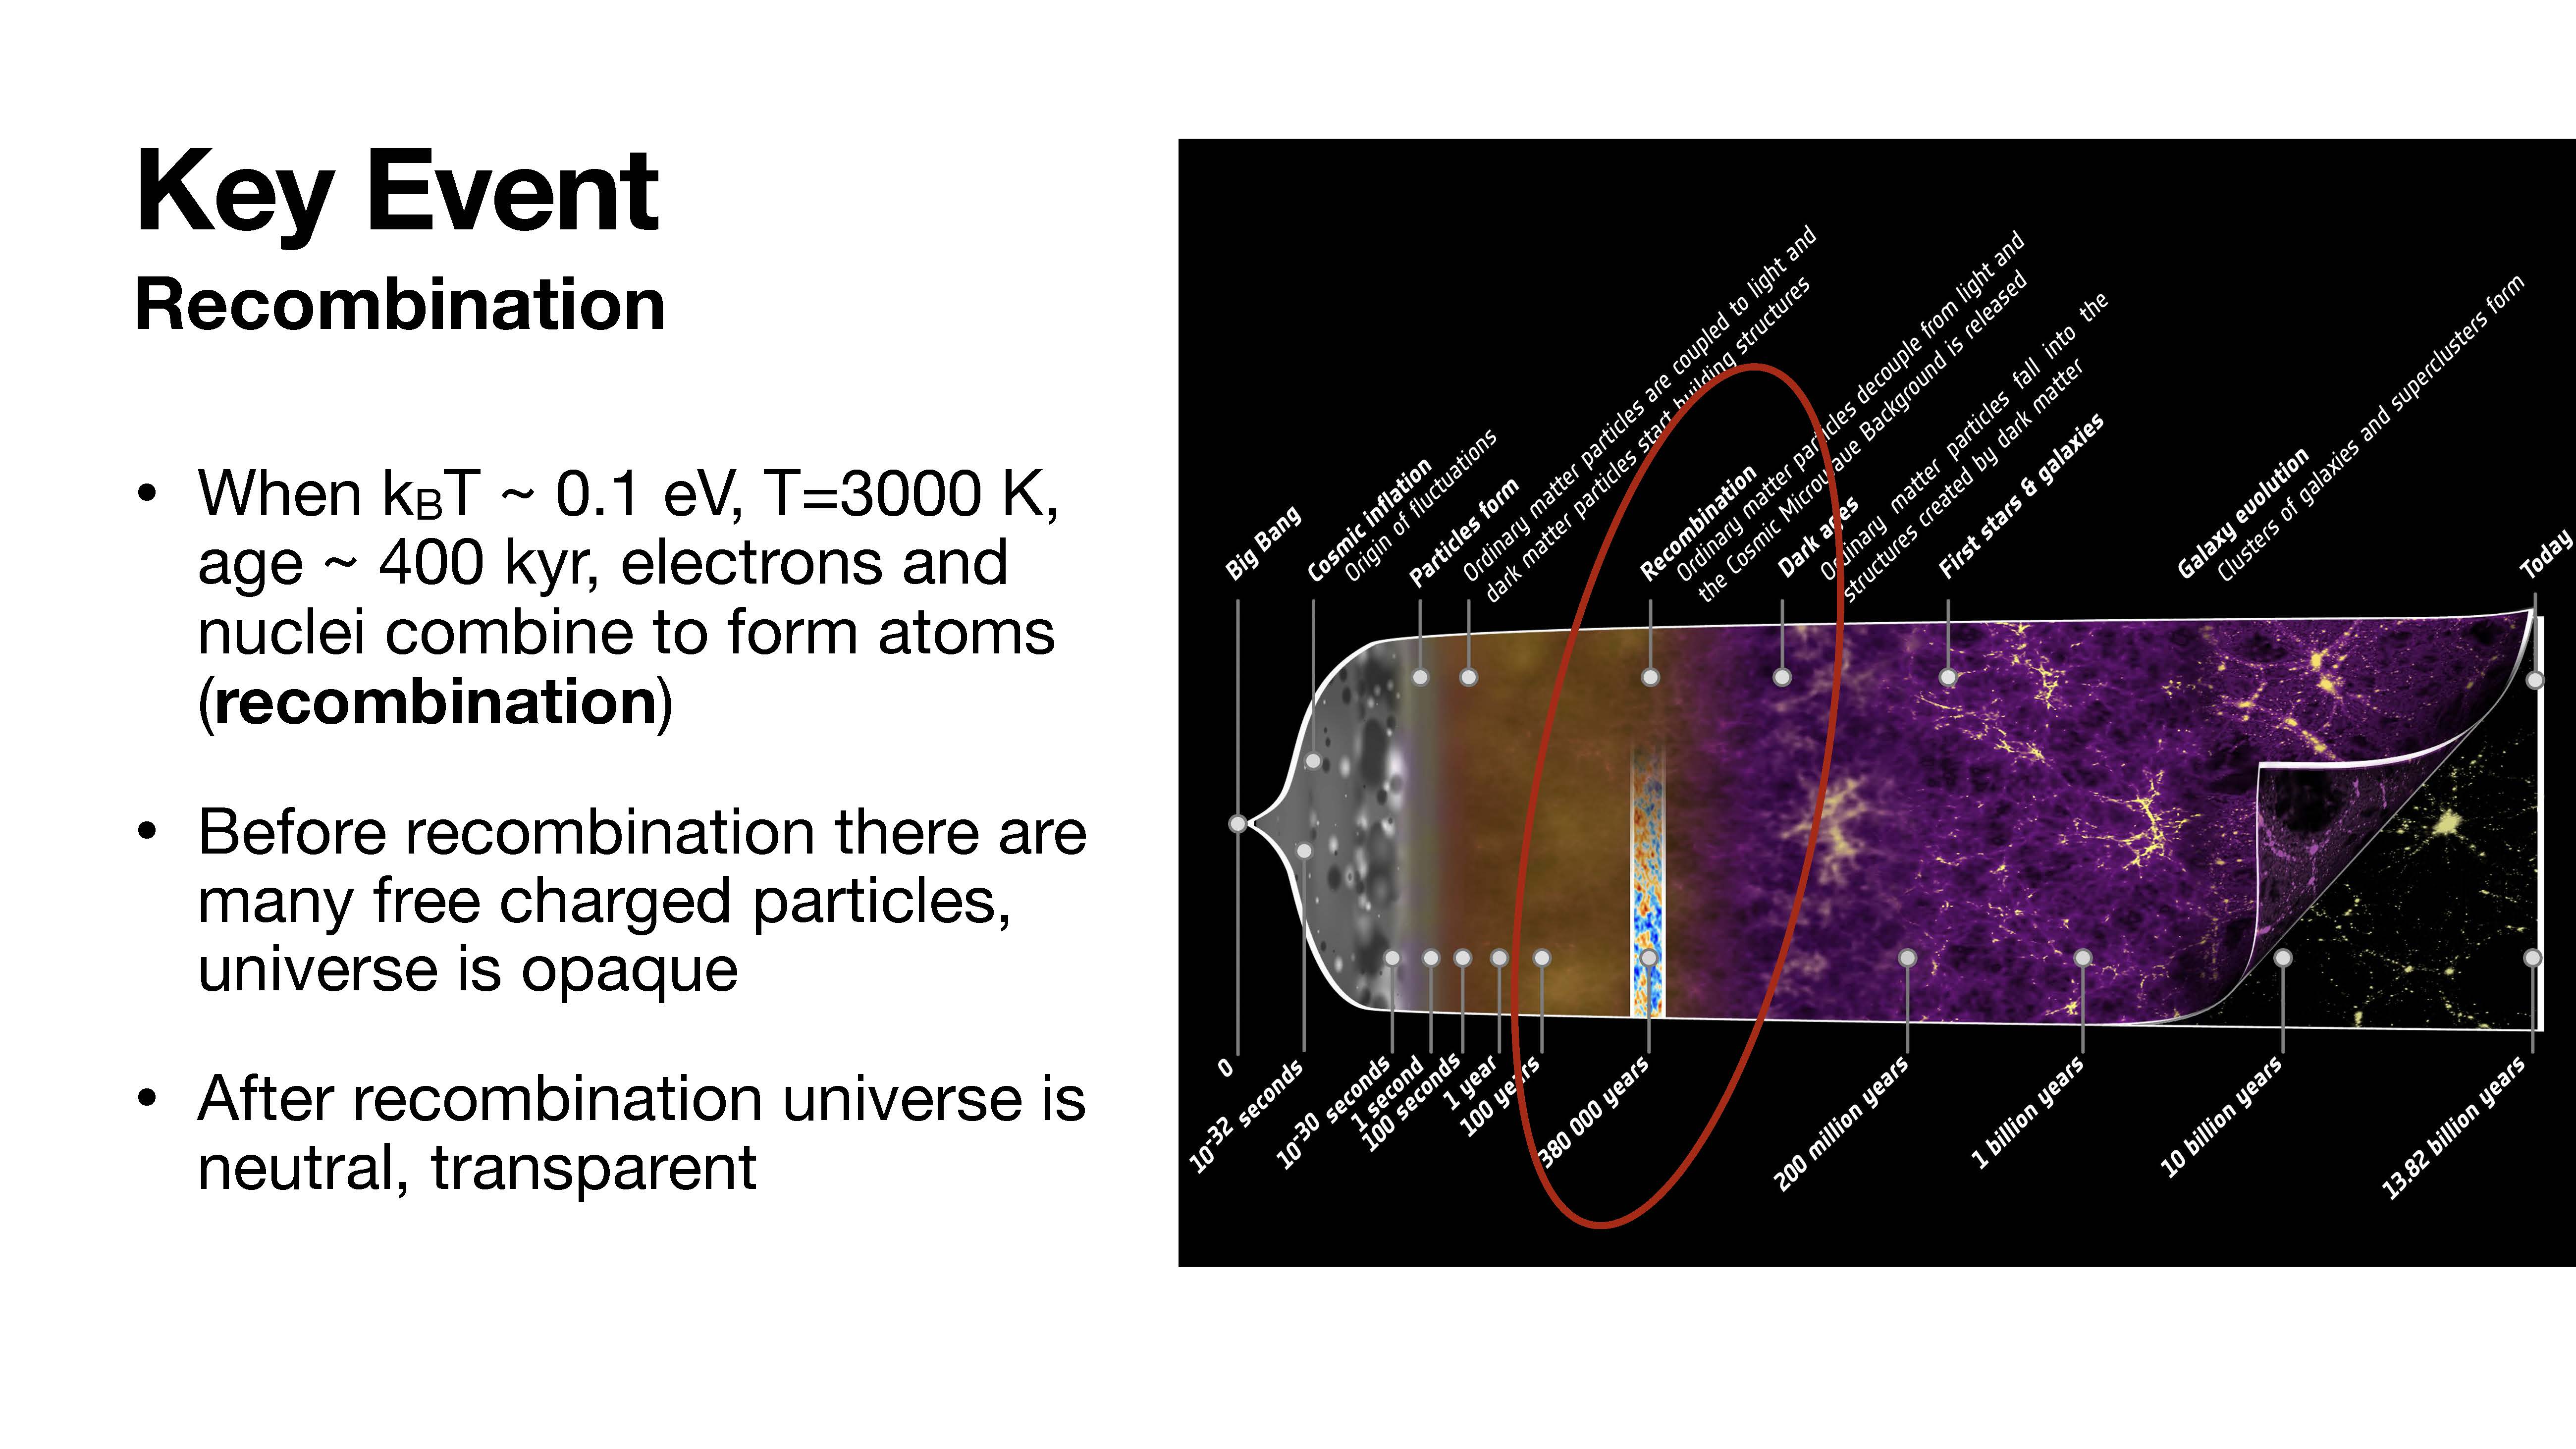 Key Event
Recombination
• When kBT ~ 0.1 eV, T=3000 K,
age ~ 400 kyr, electrons and
nuclei combine to form atoms
(recombination)
• Before recombination there are
many free charged particles,
universe is opaque
• After recombination universe is
neutral, transparent
Big Bang
Cosmic inflation
Origin of fluctuations
Particles form
Ordinary matter particles are coupled to light and
dark matter particles start building structures
Recombination
Ordinary matter particles decouple from light and
the Cosmic Microwave Background is released
Dark ages
Ordinary matter particles fall into the
structures created by dark matter
First stars & galaxies
Galaxy evolution
Clusters of galaxies and superclusters form
Today
0
10-32 seconds
10-30 seconds
1 second
100 seconds
1 year
100 years
380 000 years
200 million years
1 billion years
10 billion years
13.82 billion years